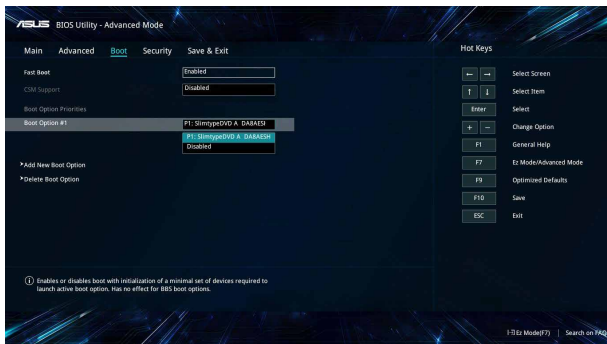 ASUS BIOS Utility - Advanced Mode
Main Advanced Boot Security Save & Exit
Hot Keys
Fast Boot Enabled
CSM Support Disabled
Boot Option Priorities
Boot Option #1 P1: SlimtypeDVD A DA8AESH
P1: SlimtypeDVD A DA8AESH
Disabled
>Add New Boot Option
>Delete Boot Option
← → Select Screen
↑ ↓ Select Item
Enter Select
+ − Change Option
F1 General Help
F7 Ez Mode/Advanced Mode
F9 Optimized Defaults
F10 Save
ESC Exit
Enables or disables boot with initialization of a minimal set of devices required to
launch active boot option. Has no effect for BBS boot options.
Ez Mode(F7) | Search on FAQ